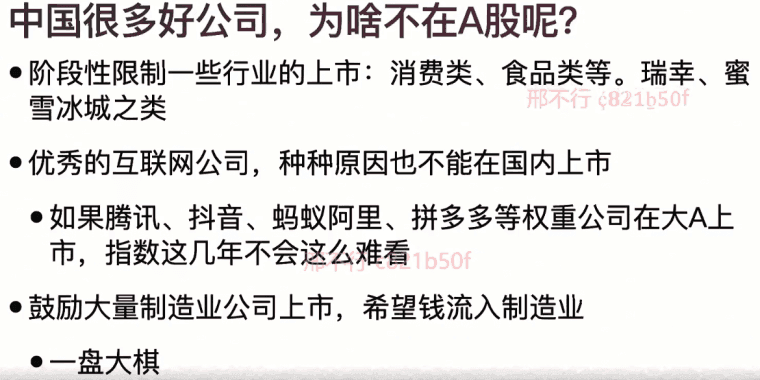 中国很多好公司，为啥不在A股呢？
•阶段性限制一些行业的上市：消费类、食品类等。瑞幸、蜜
雪冰城之类
•优秀的互联网公司，种种原因也不能在国内上市
•如果腾讯、抖音、蚂蚁阿里、拼多多等权重公司在大A上
市，指数这几年不会这么难看
•鼓励大量制造业公司上市，希望钱流入制造业
•一盘大棋
邢不行
邢不行 c821b50f